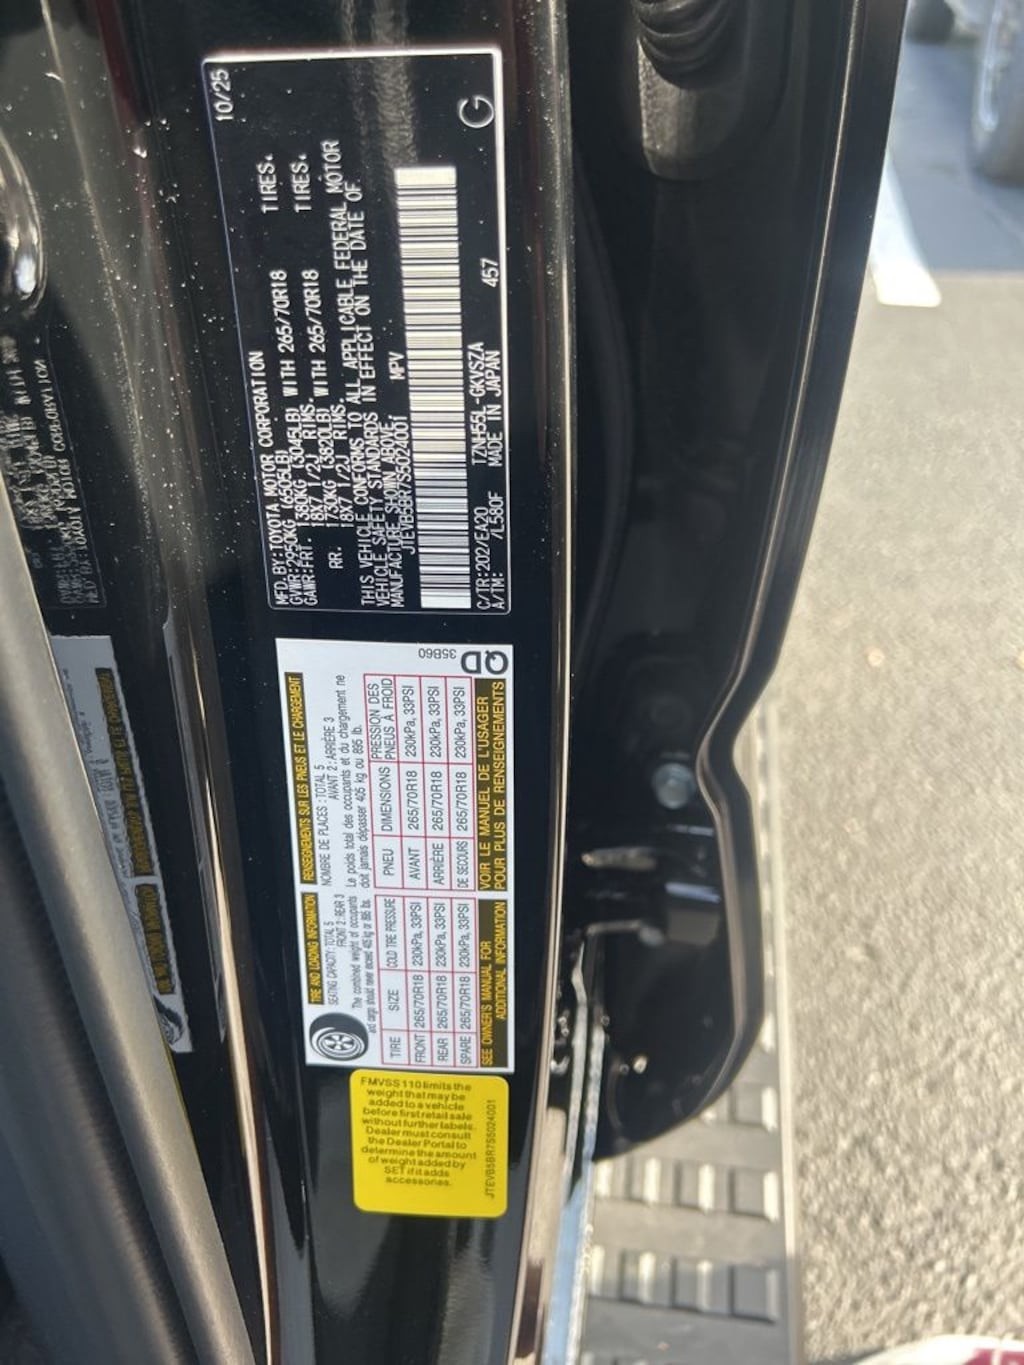 10/25
MFD.BY:TOYOTA MOTOR CORPORATION
GVWR:2950KG (6505LB)
GAWR:FRT. 1380KG (3045LB) WITH 265/70R18 TIRES.
18X7 1/2J RIMS
RR. 1730KG (3820LB) WITH 265/70R18 TIRES.
18X7 1/2J RIMS.
THIS VEHICLE CONFORMS TO ALL APPLICABLE FEDERAL MOTOR
VEHICLE SAFETY STANDARDS IN EFFECT ON THE DATE OF
MANUFACTURE SHOWN ABOVE
JTEVB5BR7S5024001 MPV
C/TR:202/EA20 TZNH55L-GKVSZA 457
A/TM: /L580F MADE IN JAPAN
G
TIRE AND LOADING INFORMATION
SEATING CAPACITY: TOTAL 5
FRONT 2: REAR 3
The combined weight of occupants
and cargo should never exceed 405 kg or 895 lbs.
TIRE SIZE COLD TIRE PRESSURE
FRONT 265/70R18 230kPa, 33PSI
REAR 265/70R18 230kPa, 33PSI
SPARE 265/70R18 230kPa, 33PSI
SEE OWNER'S MANUAL FOR
ADDITIONAL INFORMATION
RENSEIGNEMENTS SUR LES PNEUS ET LE CHARGEMENT
NOMBRE DE PLACES : TOTAL 5
AVANT 2 : ARRIÈRE 3
Le poids total des occupants et du chargement ne
doit jamais dépasser 405 kg ou 895 lb.
PNEU DIMENSIONS PRESSION DES PNEUS À FROID
AVANT 265/70R18 230kPa, 33PSI
ARRIÈRE 265/70R18 230kPa, 33PSI
DE SECOURS 265/70R18 230kPa, 33PSI
VOIR LE MANUEL DE L'USAGER
POUR PLUS DE RENSEIGNEMENTS
35B60
QD
FMVSS 110 limits the
weight that may be
added to a vehicle
before first retail sale
without further labels.
Dealer must consult
the Dealer Portal to
determine the amount
of weight added by
SET if it adds
accessories.
JTEVB5BR7S5024001